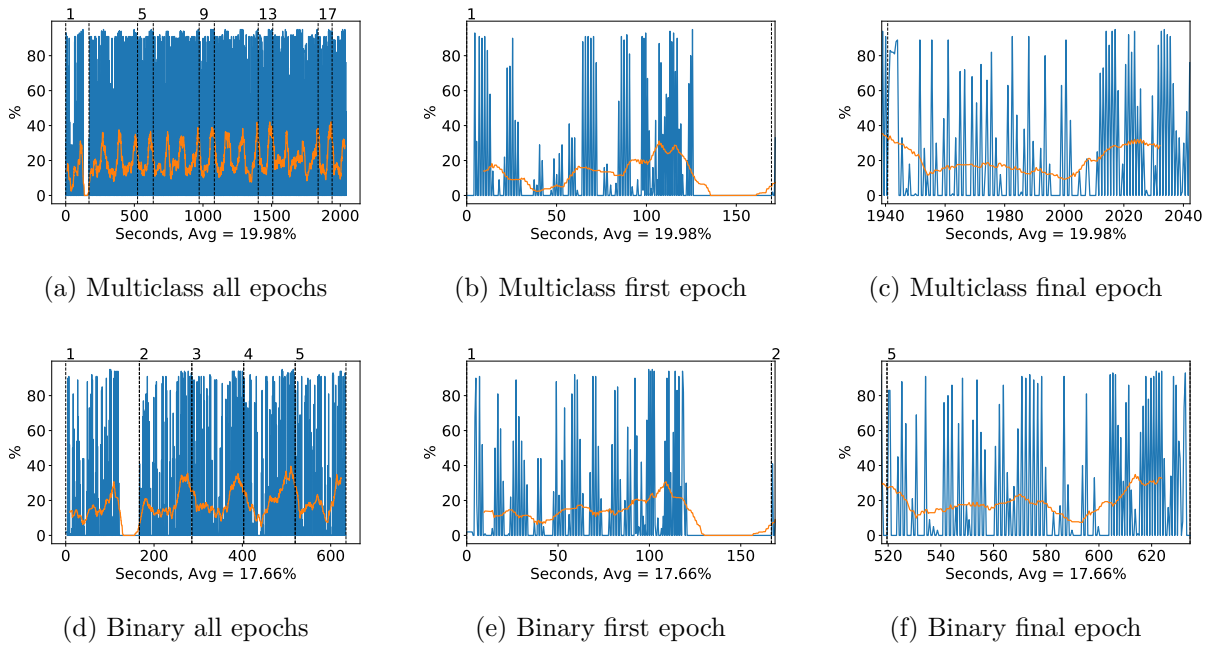 1 5 9 13 17
%
80
60
40
20
0
0 500 1000 1500 2000
Seconds, Avg = 19.98%
(a) Multiclass all epochs
1
%
80
60
40
20
0
0 50 100 150
Seconds, Avg = 19.98%
(b) Multiclass first epoch
%
80
60
40
20
0
1940 1960 1980 2000 2020 2040
Seconds, Avg = 19.98%
(c) Multiclass final epoch
1 2 3 4 5
%
80
60
40
20
0
0 200 400 600
Seconds, Avg = 17.66%
(d) Binary all epochs
1 2
%
80
60
40
20
0
0 50 100 150
Seconds, Avg = 17.66%
(e) Binary first epoch
5
%
80
60
40
20
0
520 540 560 580 600 620
Seconds, Avg = 17.66%
(f) Binary final epoch